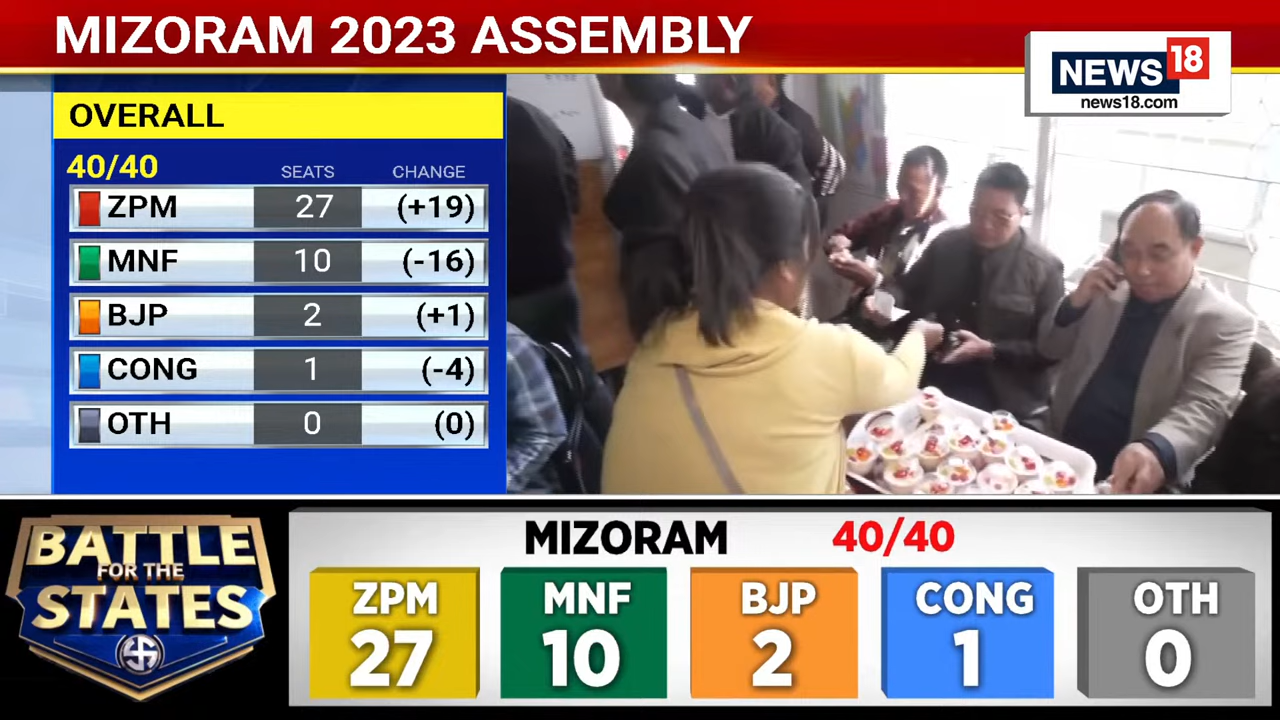 MIZORAM 2023 ASSEMBLY
NEWS 18
news18.com
OVERALL
40/40 SEATS CHANGE
ZPM 27 (+19)
MNF 10 (-16)
BJP 2 (+1)
CONG 1 (-4)
OTH 0 (0)
BATTLE
FOR THE
STATES
MIZORAM 40/40
ZPM MNF BJP CONG OTH
27 10 2 1 0